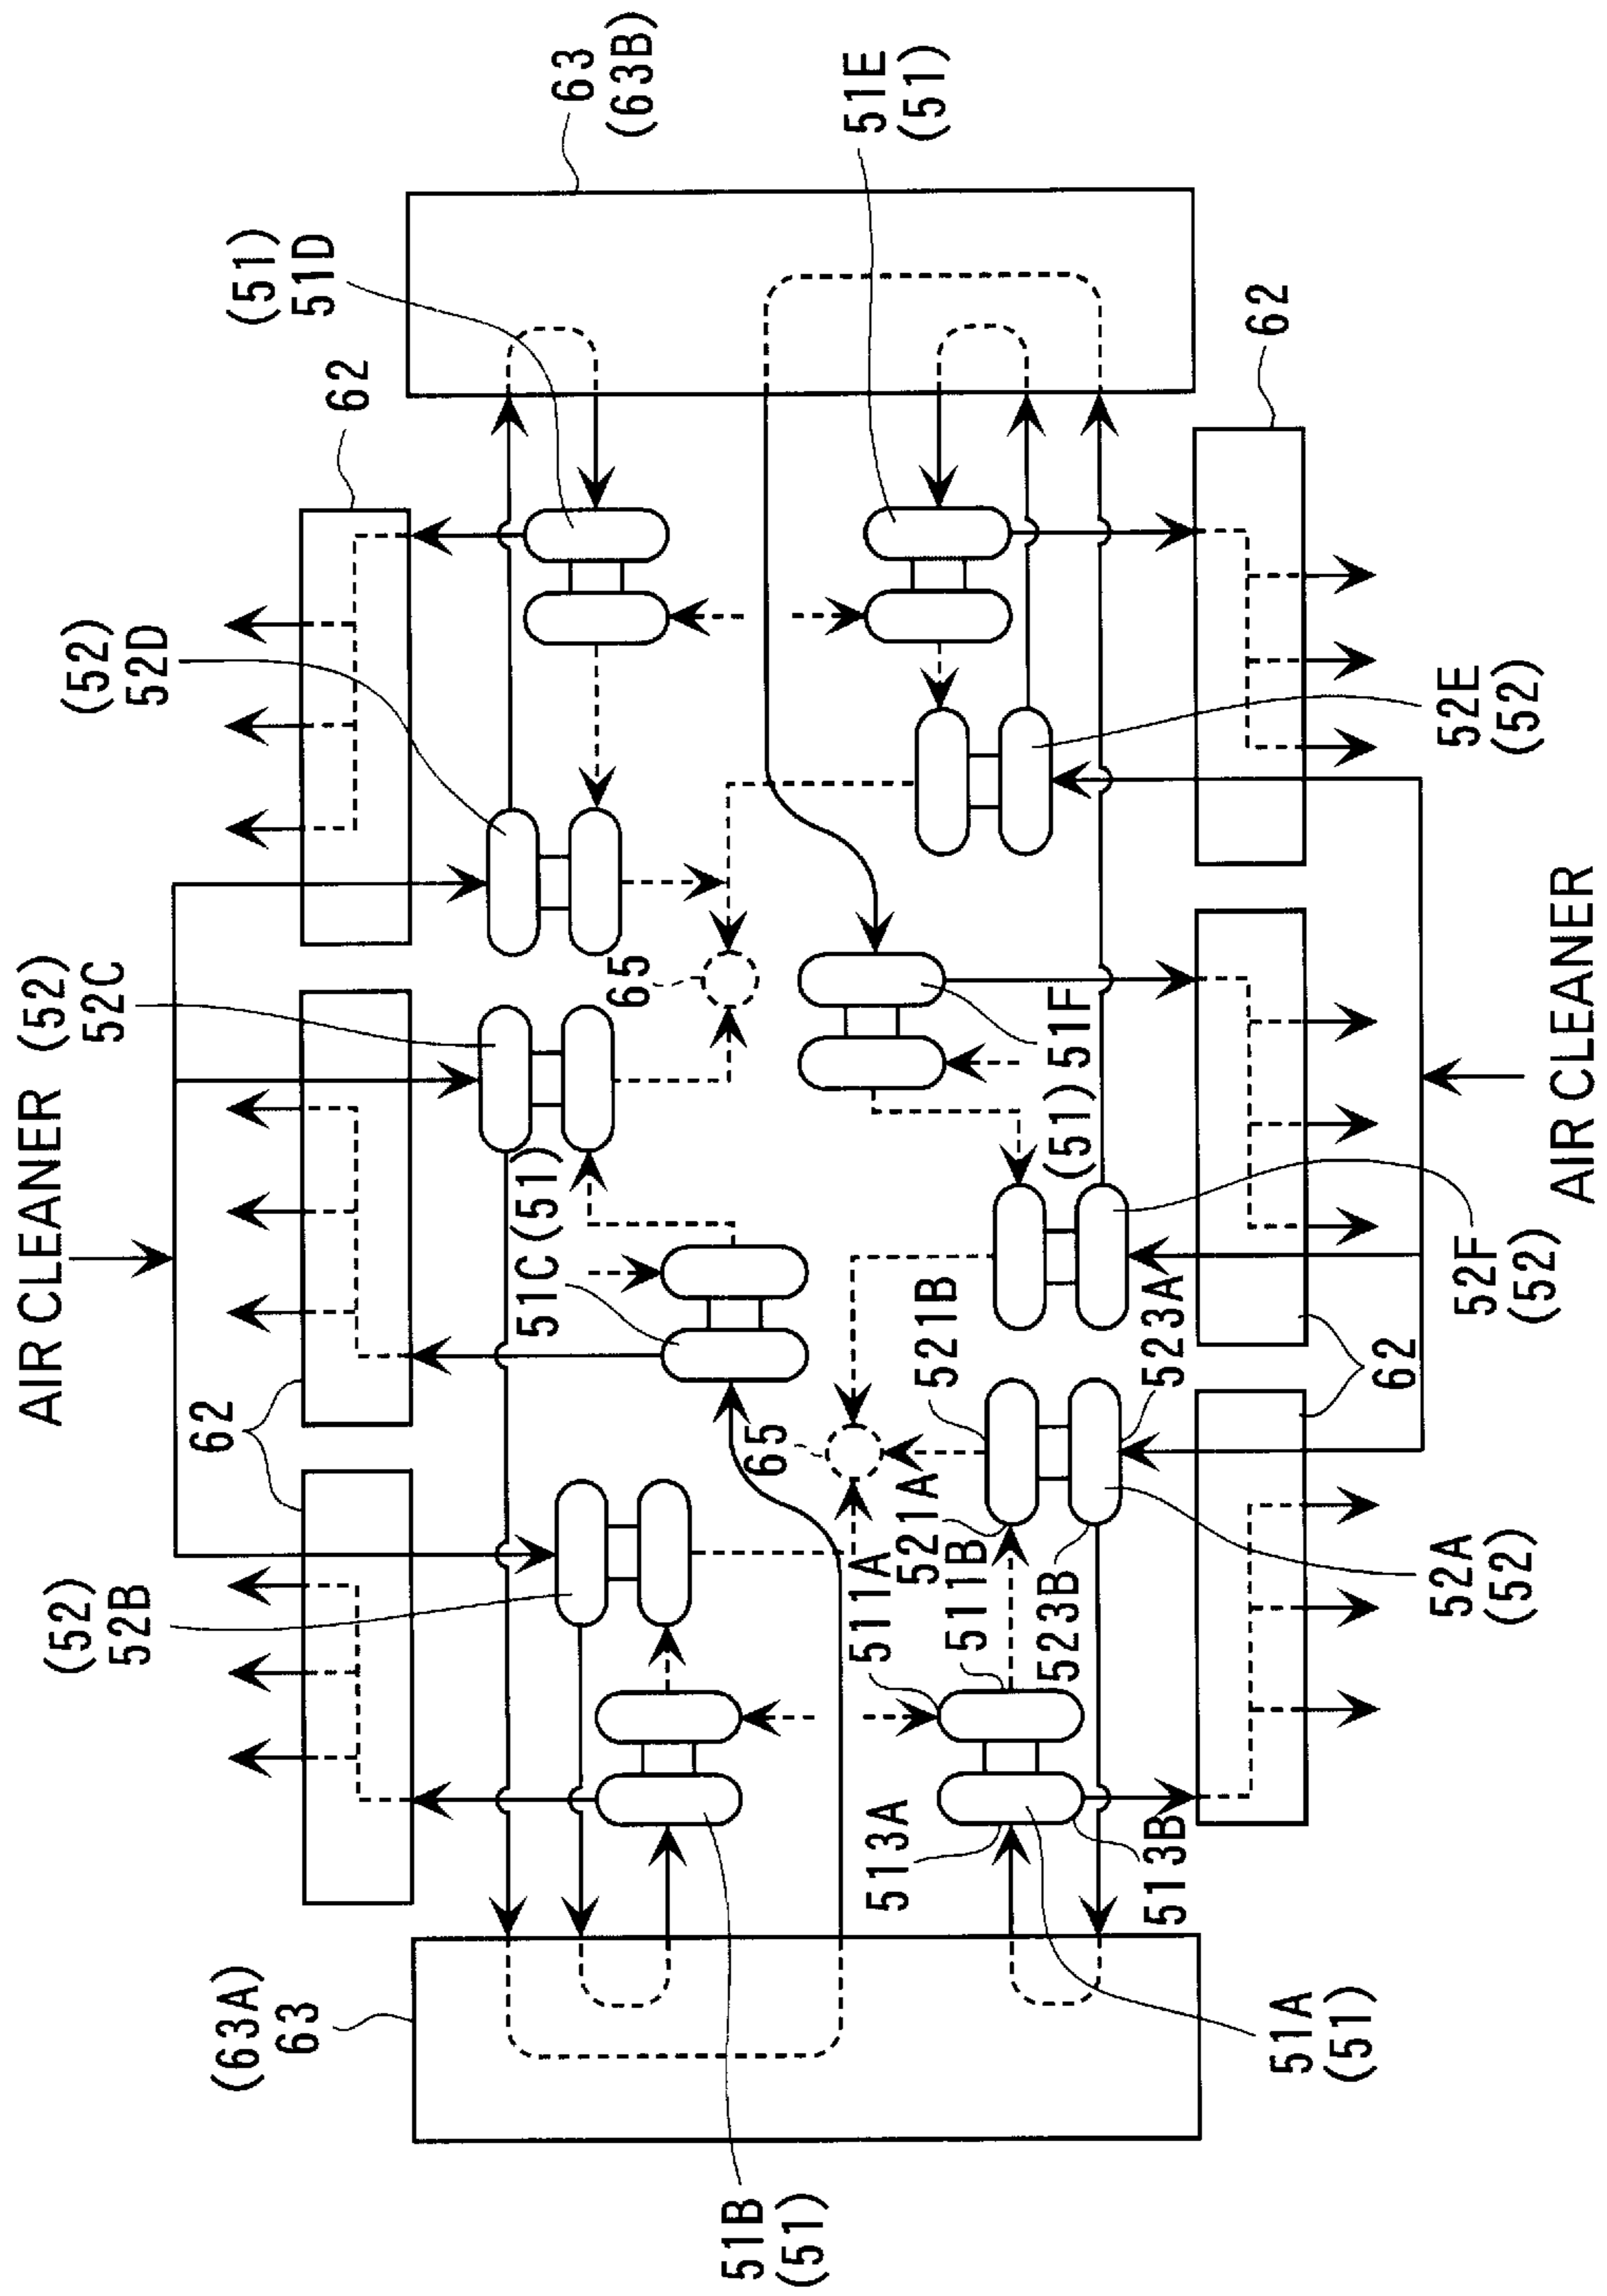 63
(63B)
51E
(51)
(51)
51D
62
62
(52)
52D
52E
(52)
AIR CLEANER
(52)
52C
65
51F
(51)
AIR CLEANER
51C (51)
62
65
521B
523A
52F
(52)
62
(52)
52B
521A
511A
511B
523B
52A
(52)
513A
513B
(63A)
63
51A
(51)
51B
(51)